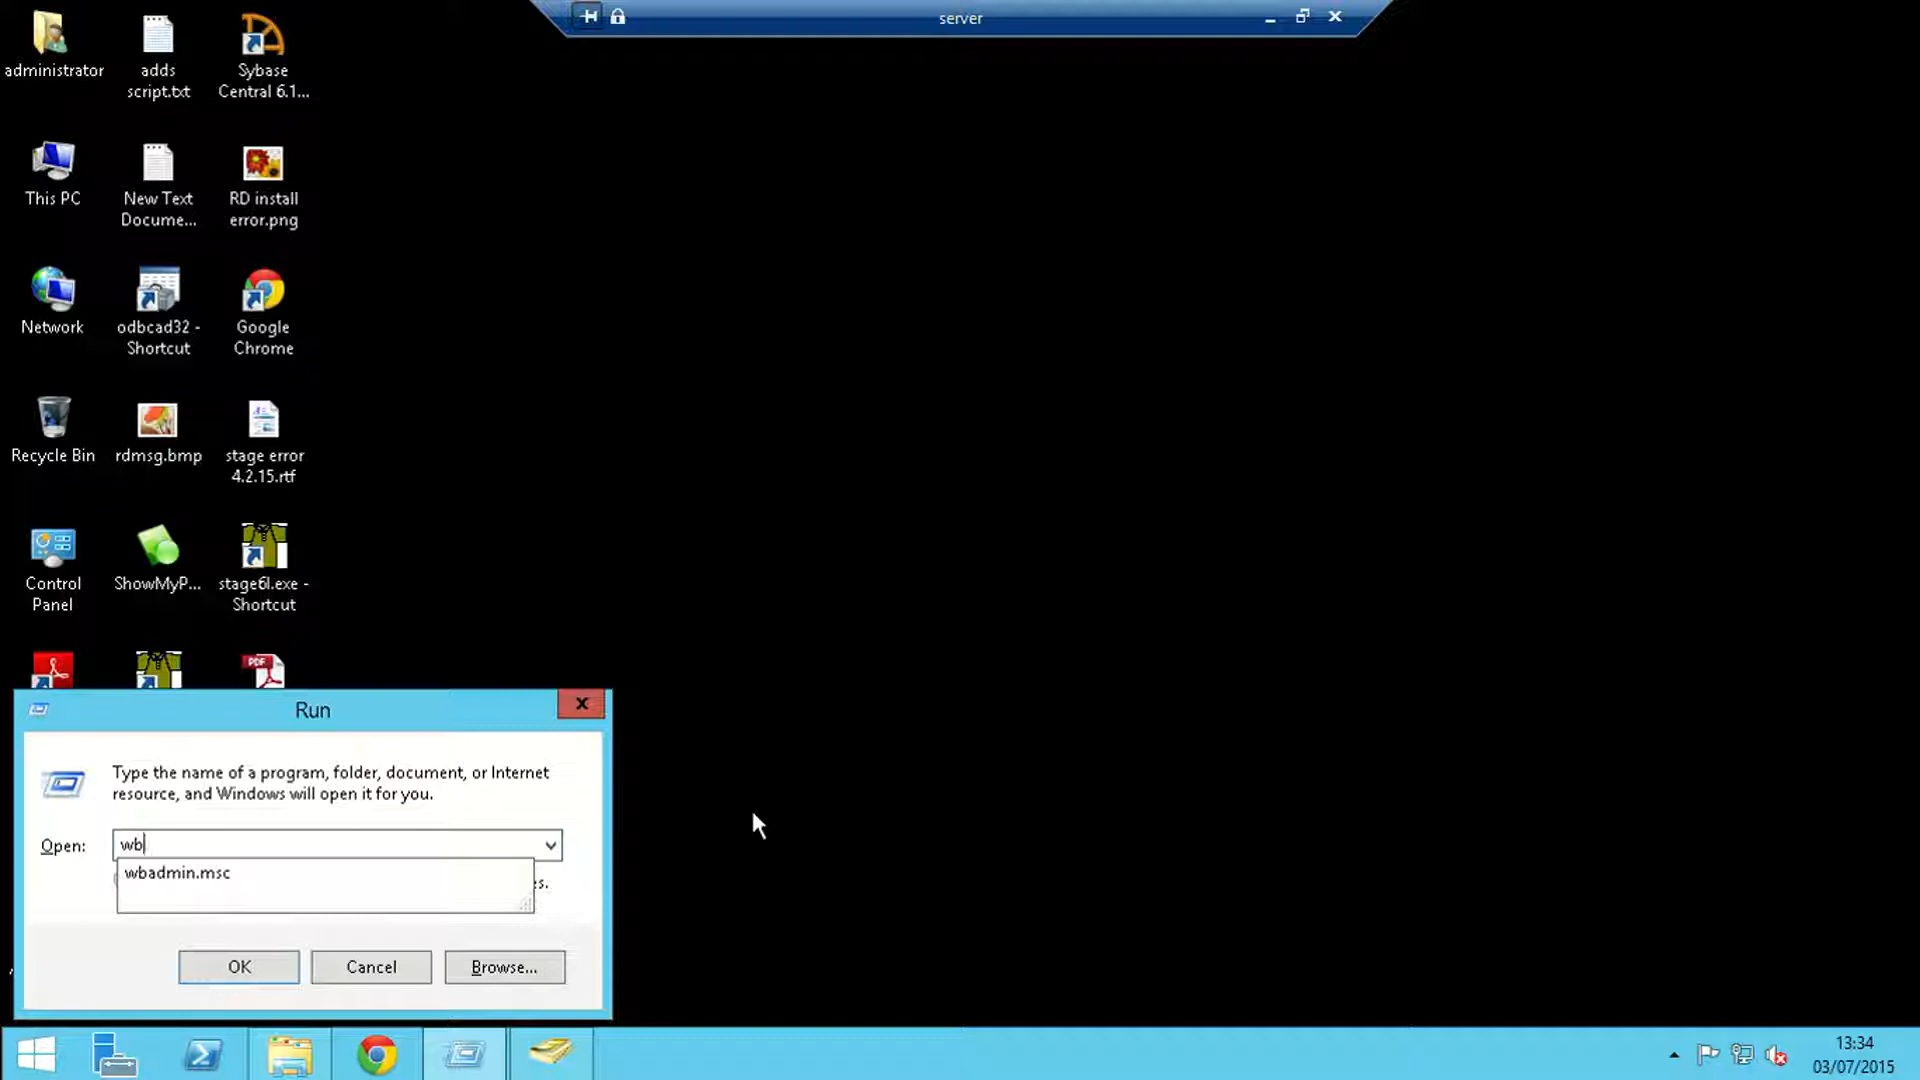 server
administrator
adds
script.txt
Sybase
Central 6.1...
This PC
New Text
Docume...
RD install
error.png
Network
odbcad32 -
Shortcut
Google
Chrome
Recycle Bin
rdmsg.bmp
stage error
4.2.15.rtf
Control
Panel
ShowMyP...
stage6l.exe -
Shortcut
PDF
Run
Type the name of a program, folder, document, or Internet
resource, and Windows will open it for you.
Open:
wb
wbadmin.msc
es.
OK
Cancel
Browse...
13:34
03/07/2015